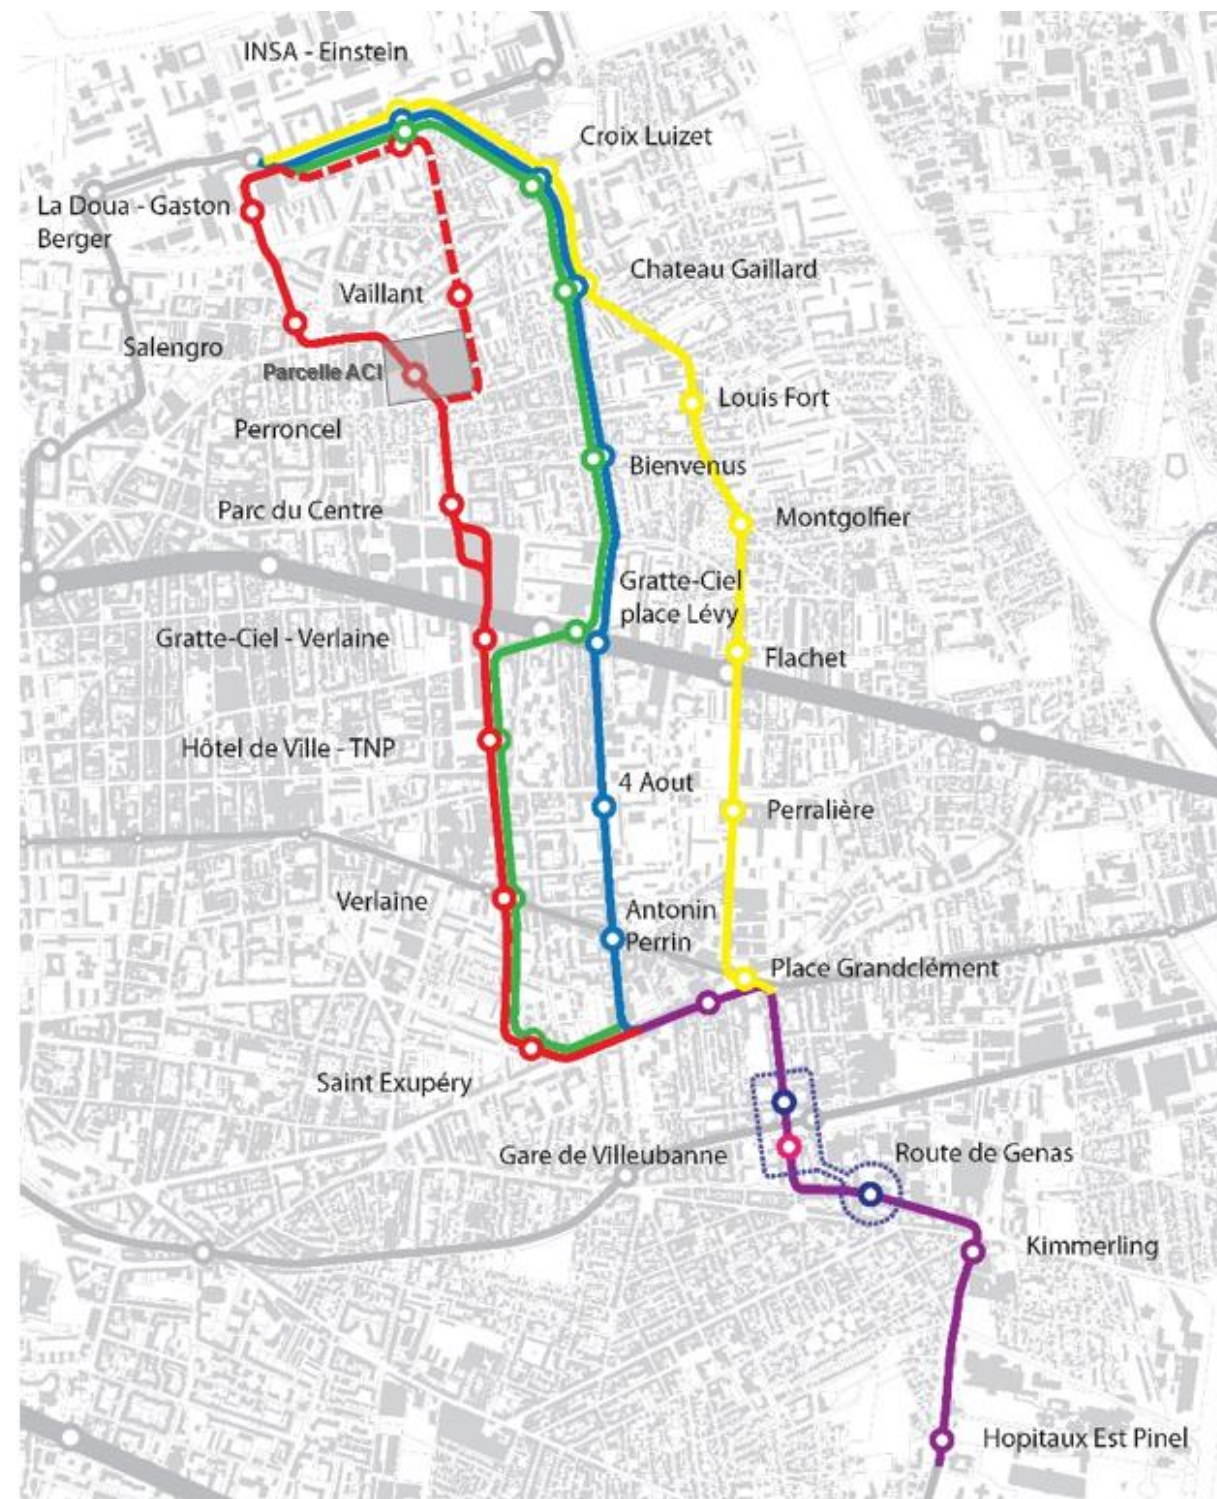 INSA - Einstein
Croix Luizet
La Doua - Gaston
Berger
Chateau Gaillard
Vaillant
Salengro
Parcelle ACI
Louis Fort
Perroncel
Bienvenus
Parc du Centre
Montgolfier
Gratte-Ciel
place Lévy
Gratte-Ciel - Verlaine
Flachet
Hôtel de Ville - TNP
4 Aout
Perralière
Verlaine
Antonin
Perrin
Place Grandclément
Saint Exupéry
Gare de Villeubanne
Route de Genas
Kimmerling
Hopitaux Est Pinel